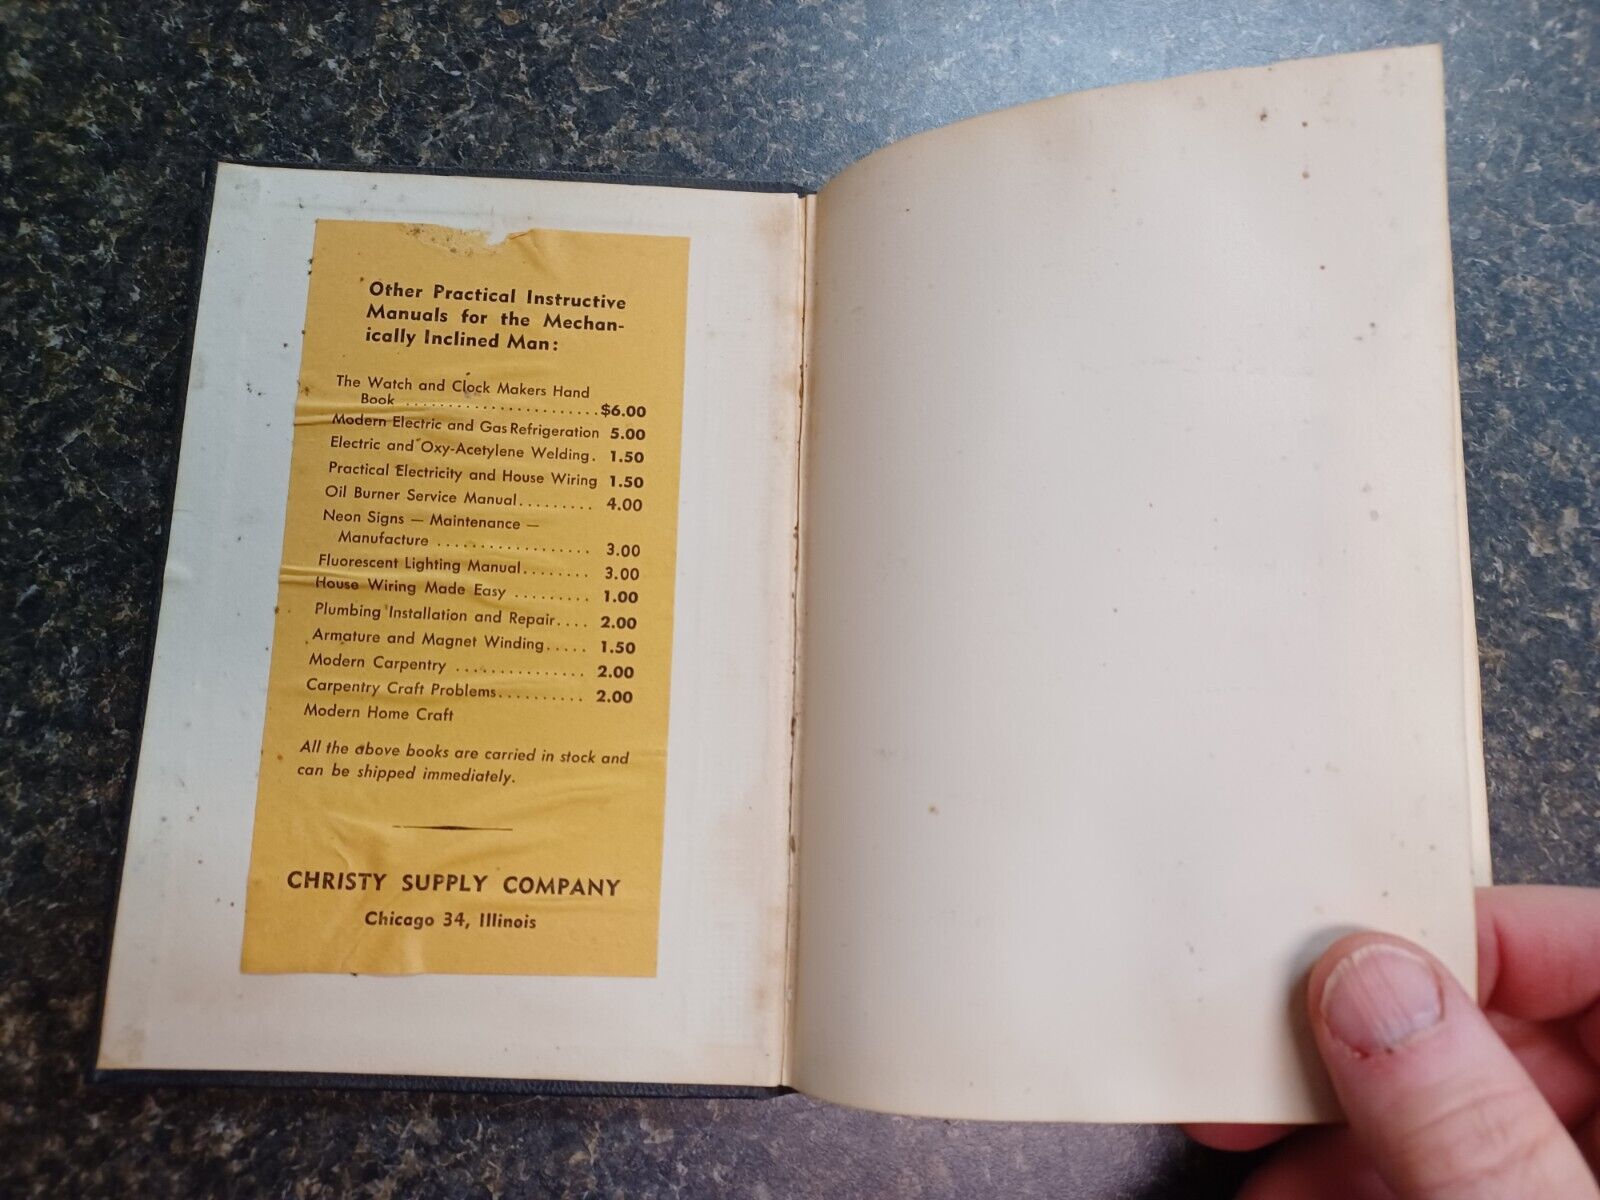 Other Practical Instructive
Manuals for the Mechan-
ically Inclined Man:
The Watch and Clock Makers Hand
Book ....................... $6.00
Modern Electric and Gas Refrigeration 5.00
Electric and Oxy-Acetylene Welding. 1.50
Practical Electricity and House Wiring 1.50
Oil Burner Service Manual......... 4.00
Neon Signs — Maintenance —
Manufacture .................. 3.00
Fluorescent Lighting Manual........ 3.00
House Wiring Made Easy ......... 1.00
Plumbing Installation and Repair.... 2.00
Armature and Magnet Winding..... 1.50
Modern Carpentry ............... 2.00
Carpentry Craft Problems.......... 2.00
Modern Home Craft
All the above books are carried in stock and
can be shipped immediately.
CHRISTY SUPPLY COMPANY
Chicago 34, Illinois